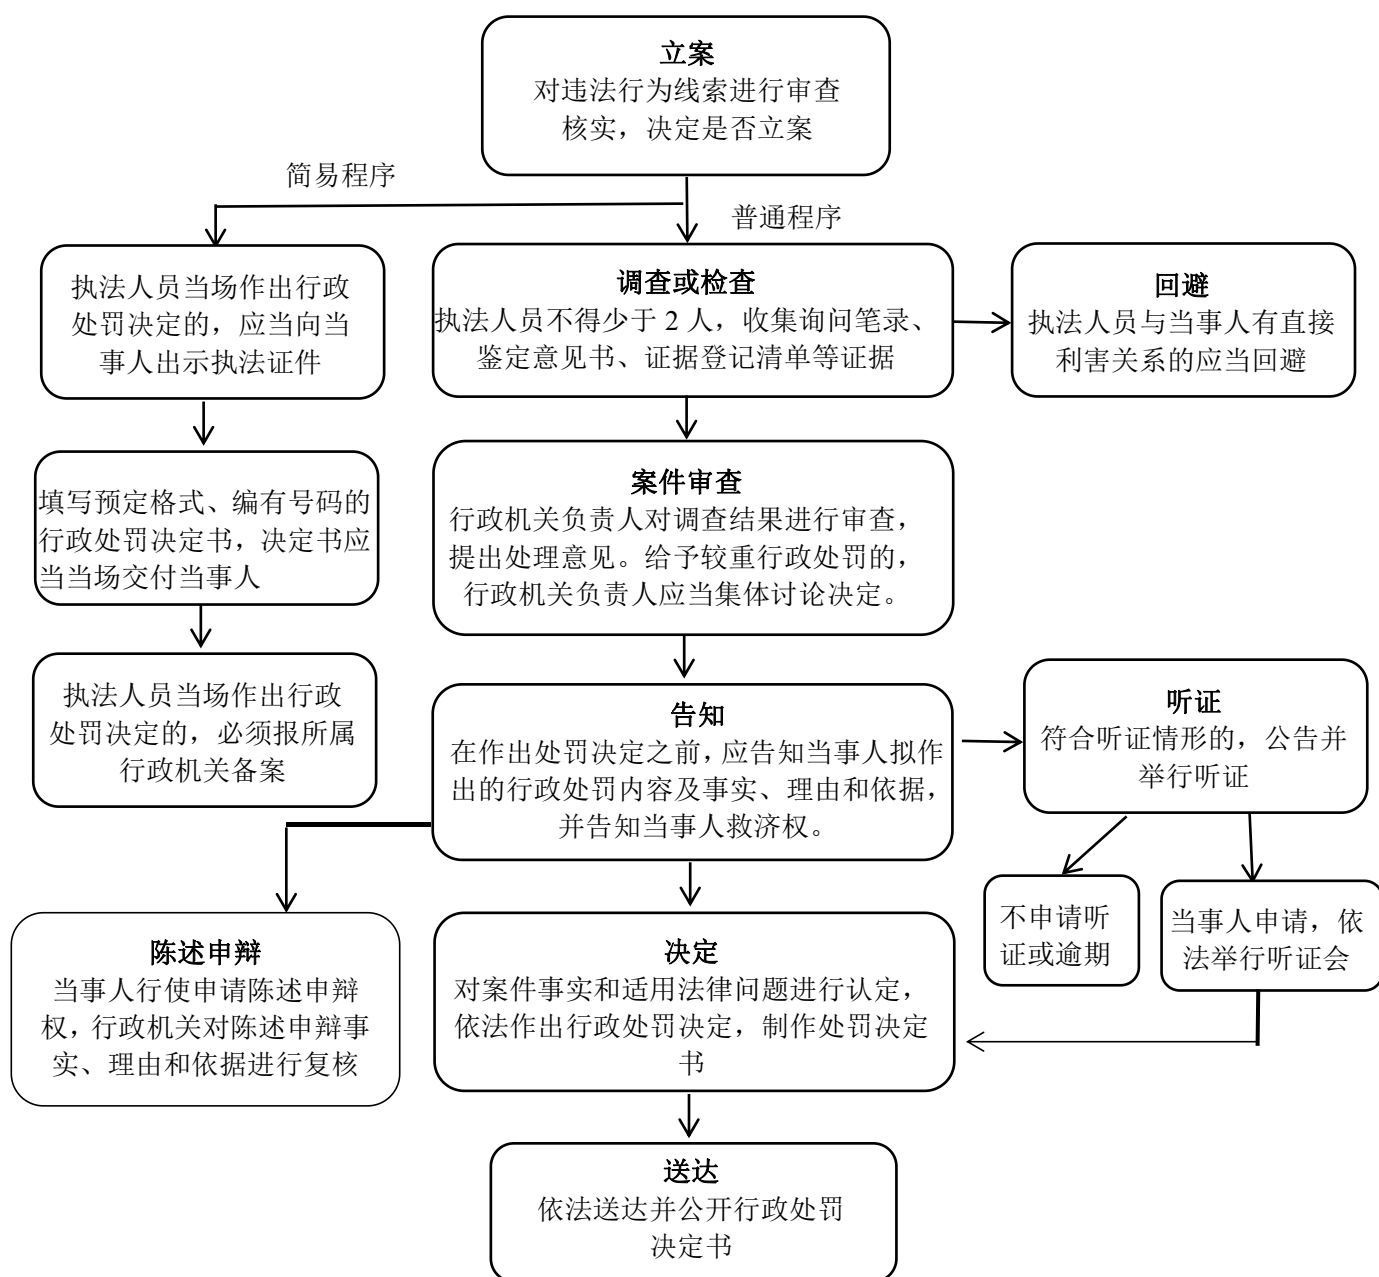 立案
对违法行为线索进行审查
核实，决定是否立案
简易程序
普通程序
执法人员当场作出行政
处罚决定的，应当向当
事人出示执法证件
调查或检查
执法人员不得少于 2 人，收集询问笔录、
鉴定意见书、证据登记清单等证据
回避
执法人员与当事人有直接
利害关系的应当回避
填写预定格式、编有号码的
行政处罚决定书，决定书应
当当场交付当事人
案件审查
行政机关负责人对调查结果进行审查，
提出处理意见。给予较重行政处罚的，
行政机关负责人应当集体讨论决定。
执法人员当场作出行政
处罚决定的，必须报所属
行政机关备案
告知
在作出处罚决定之前，应告知当事人拟作
出的行政处罚内容及事实、理由和依据，
并告知当事人救济权。
听证
符合听证情形的，公告并
举行听证
不申请听
证或逾期
当事人申请，依
法举行听证会
陈述申辩
当事人行使申请陈述申辩
权，行政机关对陈述申辩事
实、理由和依据进行复核
决定
对案件事实和适用法律问题进行认定，
依法作出行政处罚决定，制作处罚决定
书
送达
依法送达并公开行政处罚
决定书